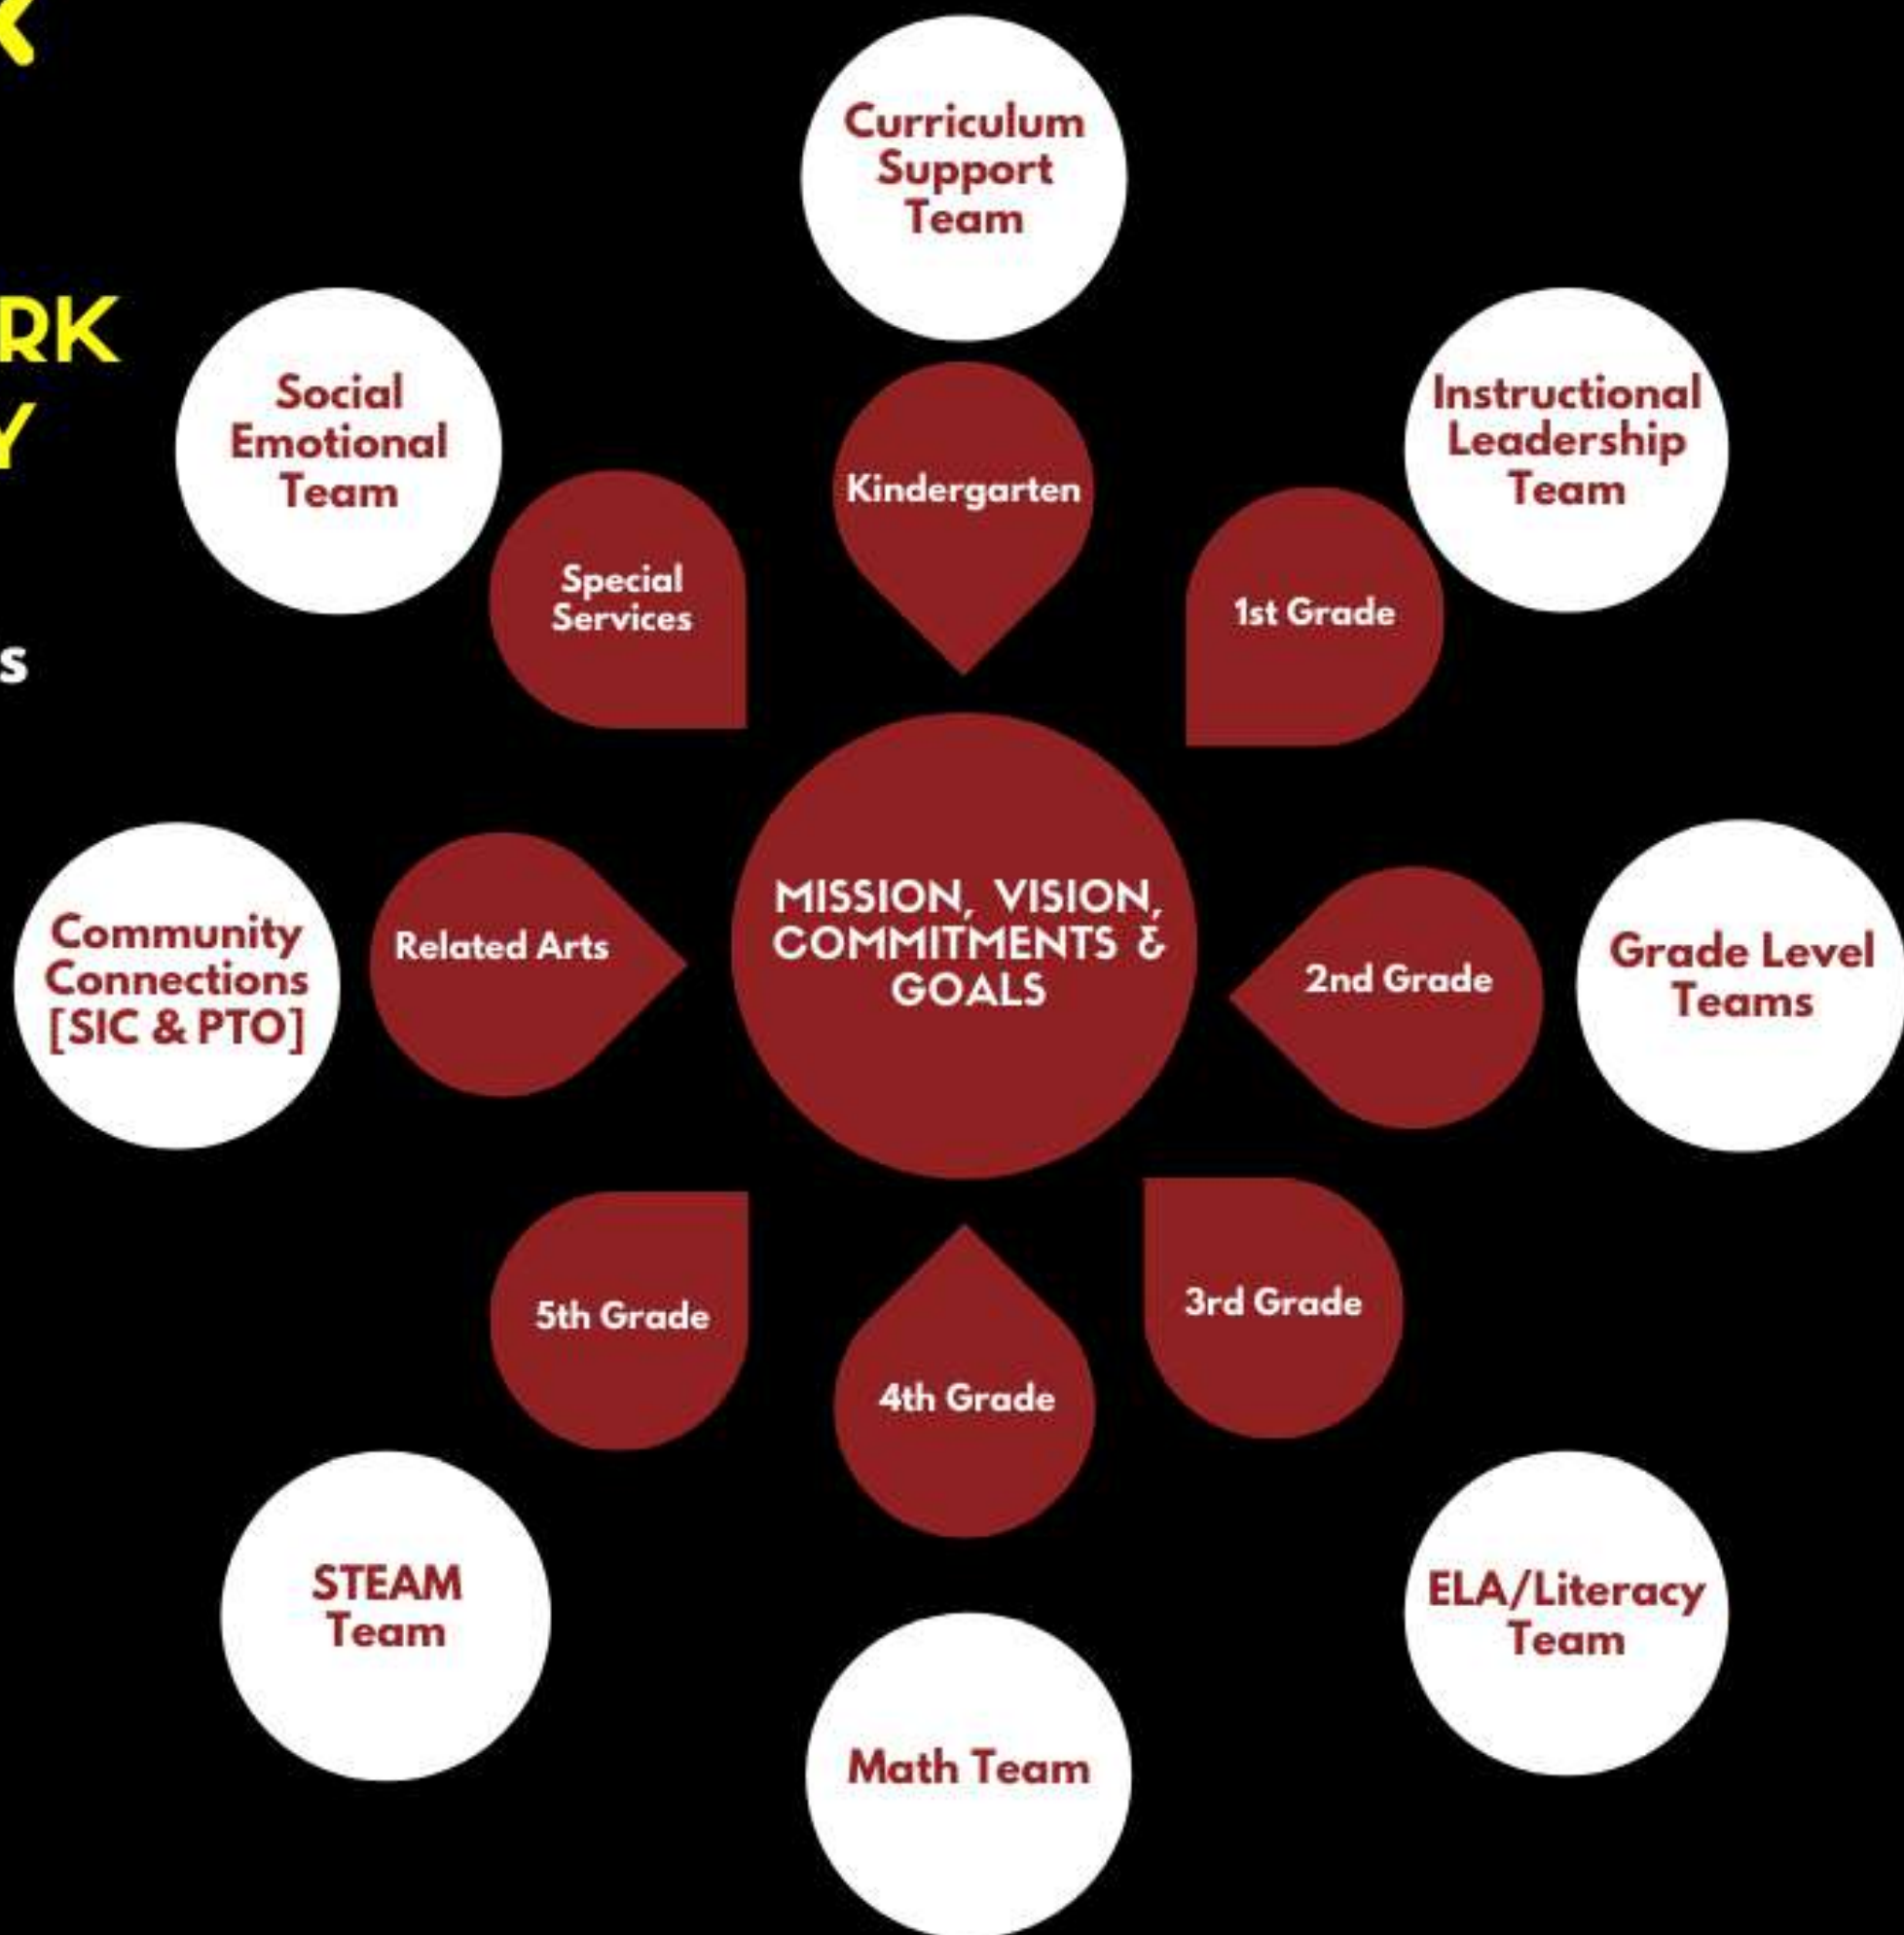 K
RK
Y
s
Curriculum
Support
Team
Social
Emotional
Team
Instructional
Leadership
Team
Kindergarten
Special
Services
1st Grade
MISSION, VISION,
COMMITMENTS &
GOALS
Community
Connections
[SIC & PTO]
Related Arts
2nd Grade
Grade Level
Teams
5th Grade
4th Grade
3rd Grade
STEAM
Team
Math Team
ELA/Literacy
Team